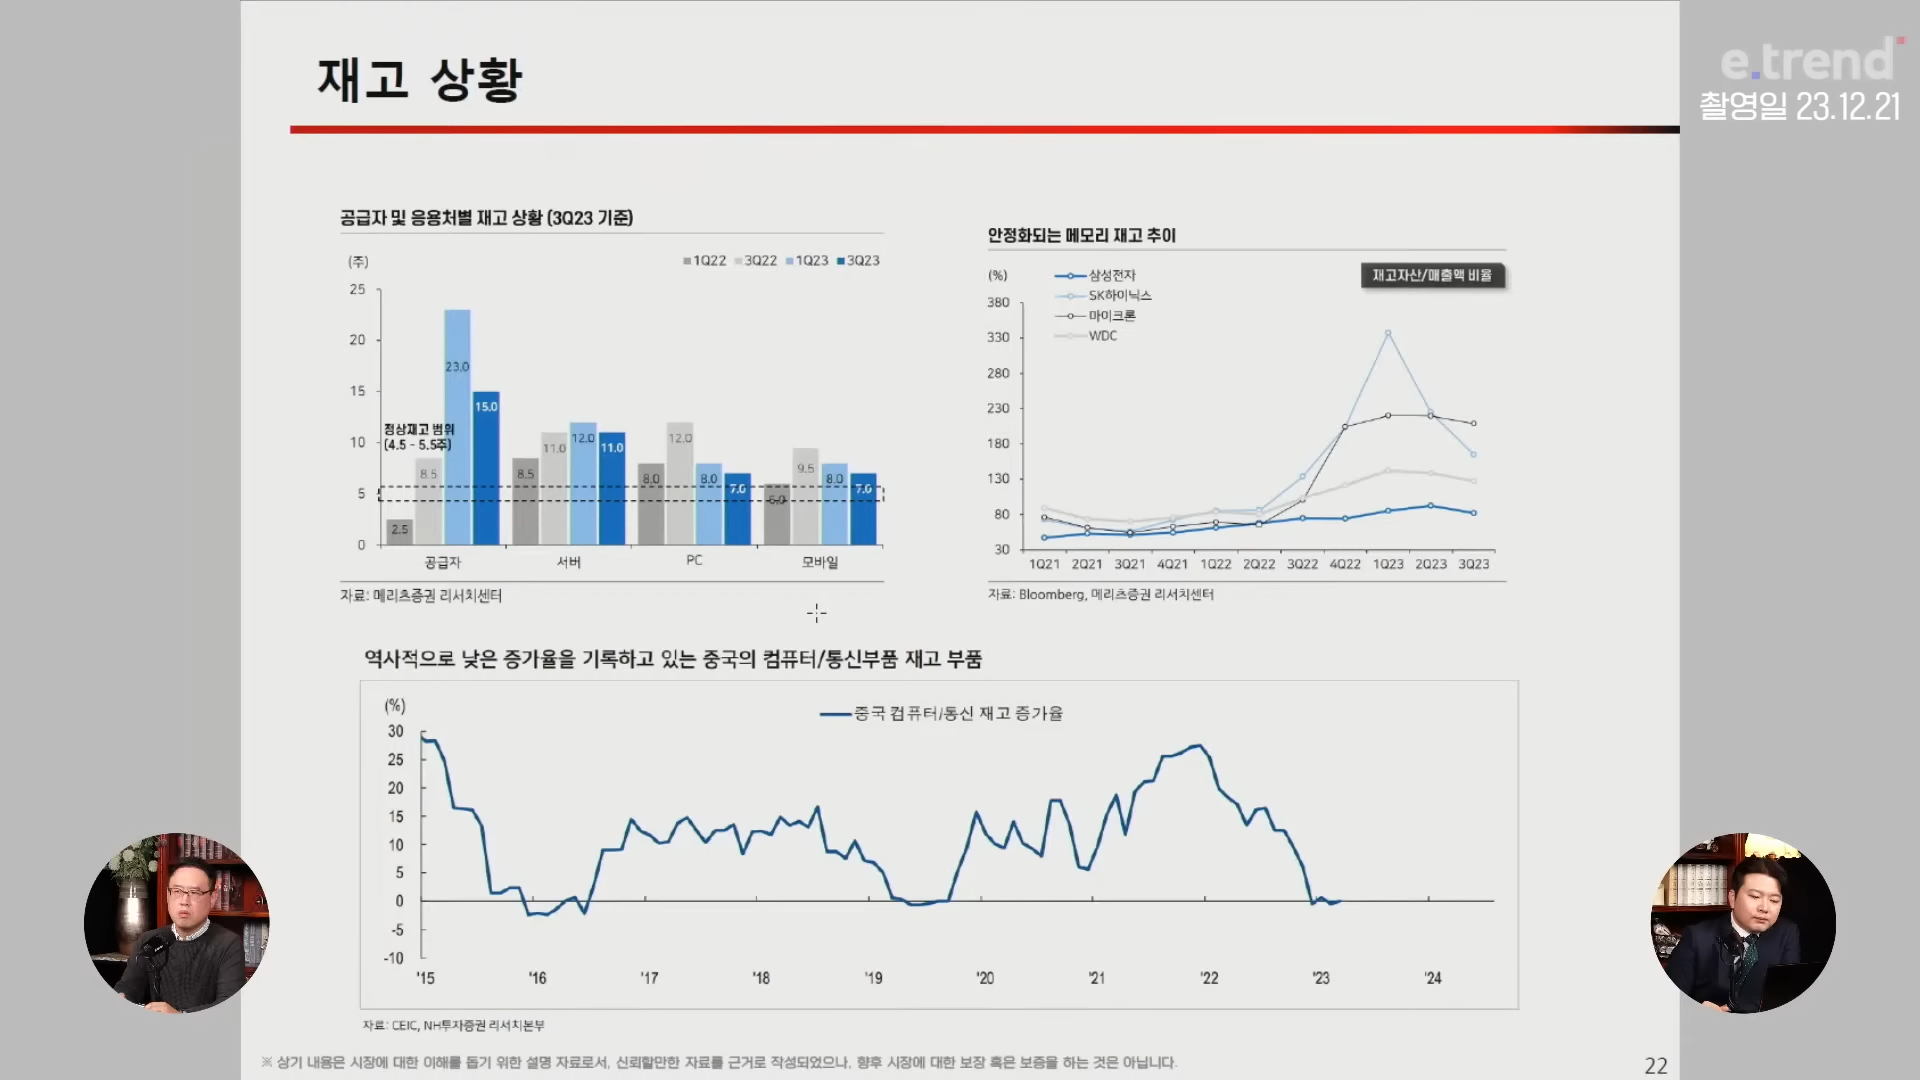 재고 상황
e.trend
촬영일 23.12.21
공급자 및 응용처별 재고 상황 (3Q23 기준)
(주)
1Q22 3Q22 1Q23 3Q23
25
20
15
10
5
0
정상재고 범위
(4.5 - 5.5주)
2.5 8.5 23.0 15.0
8.5 11.0 12.0 11.0
8.0 12.0 8.0 7.0
6.0 9.5 8.0 7.0
공급자 서버 PC 모바일
자료: 메리츠증권 리서치센터
안정화되는 메모리 재고 추이
(%)
삼성전자
SK하이닉스
마이크론
WDC
재고자산/매출액 비율
380
330
280
230
180
130
80
30
1Q21 2Q21 3Q21 4Q21 1Q22 2Q22 3Q22 4Q22 1Q23 2Q23 3Q23
자료: Bloomberg, 메리츠증권 리서치센터
역사적으로 낮은 증가율을 기록하고 있는 중국의 컴퓨터/통신부품 재고 부품
(%)
중국 컴퓨터/통신 재고 증가율
30
25
20
15
10
5
0
-5
-10
'15 '16 '17 '18 '19 '20 '21 '22 '23 '24
자료: CEIC, NH투자증권 리서치본부
※ 상기 내용은 시장에 대한 이해를 돕기 위한 설명 자료로서, 신뢰할만한 자료를 근거로 작성되었으나, 향후 시장에 대한 보장 혹은 보증을 하는 것은 아닙니다.
22